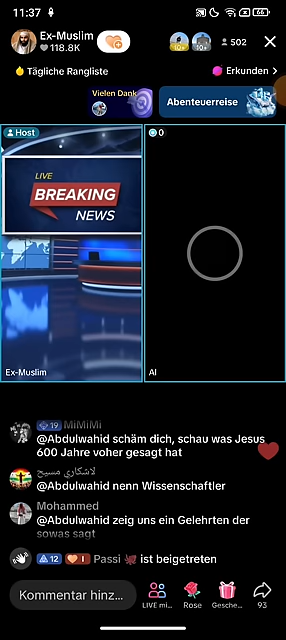 11:37
66
Ex-Muslim
118.8K
10+
10+
502
Tägliche Rangliste
Erkunden >
Vielen Dank
Abenteuerreise
Host
0
LIVE
BREAKING
NEWS
Ex-Muslim
AI
19 MiMiMi
@Abdulwahid schäm dich, schau was Jesus
600 Jahre voher gesagt hat
لاشکاری مسیح
@Abdulwahid nenn Wissenschaftler
Mohammed
@Abdulwahid zeig uns ein Gelehrten der
sowas sagt
12 1 Passi ist beigetreten
Kommentar hinz...
LIVE mi...
Rose
Gesche...
93